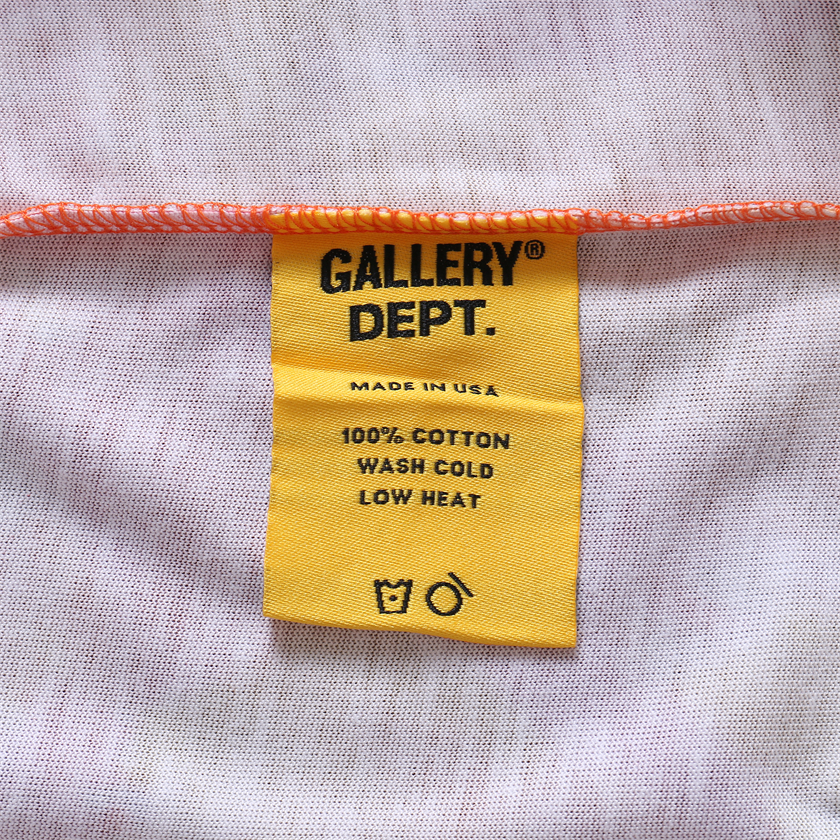 GALLERY®
DEPT.
MADE IN USA
100% COTTON
WASH COLD
LOW HEAT